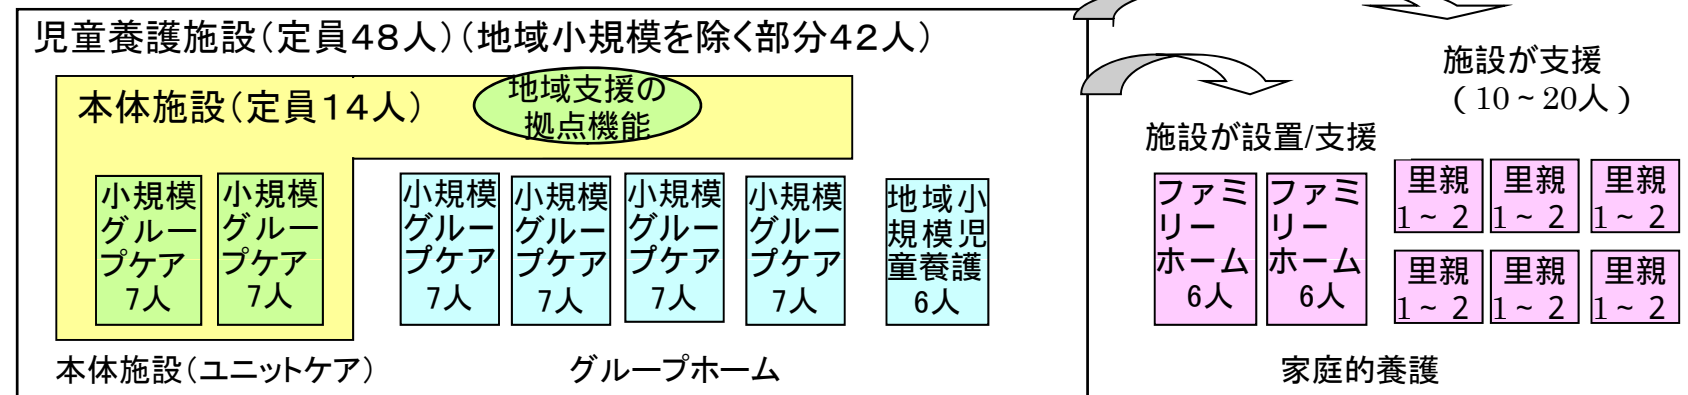 児童養護施設（定員４８人）（地域小規模を除く部分４２人）
本体施設（定員１４人）
地域支援の
拠点機能
小規模
グルー
プケア
7人
小規模
グルー
プケア
7人
小規模
グルー
プケア
7人
小規模
グルー
プケア
7人
小規模
グルー
プケア
7人
小規模
グルー
プケア
7人
地域小
規模児
童養護
6人
本体施設（ユニットケア）
グループホーム
施設が支援
（10～20人）
施設が設置/支援
ファミ
リー
ホーム
6人
ファミ
リー
ホーム
6人
里親
1～2
里親
1～2
里親
1～2
里親
1～2
里親
1～2
里親
1～2
家庭的養護